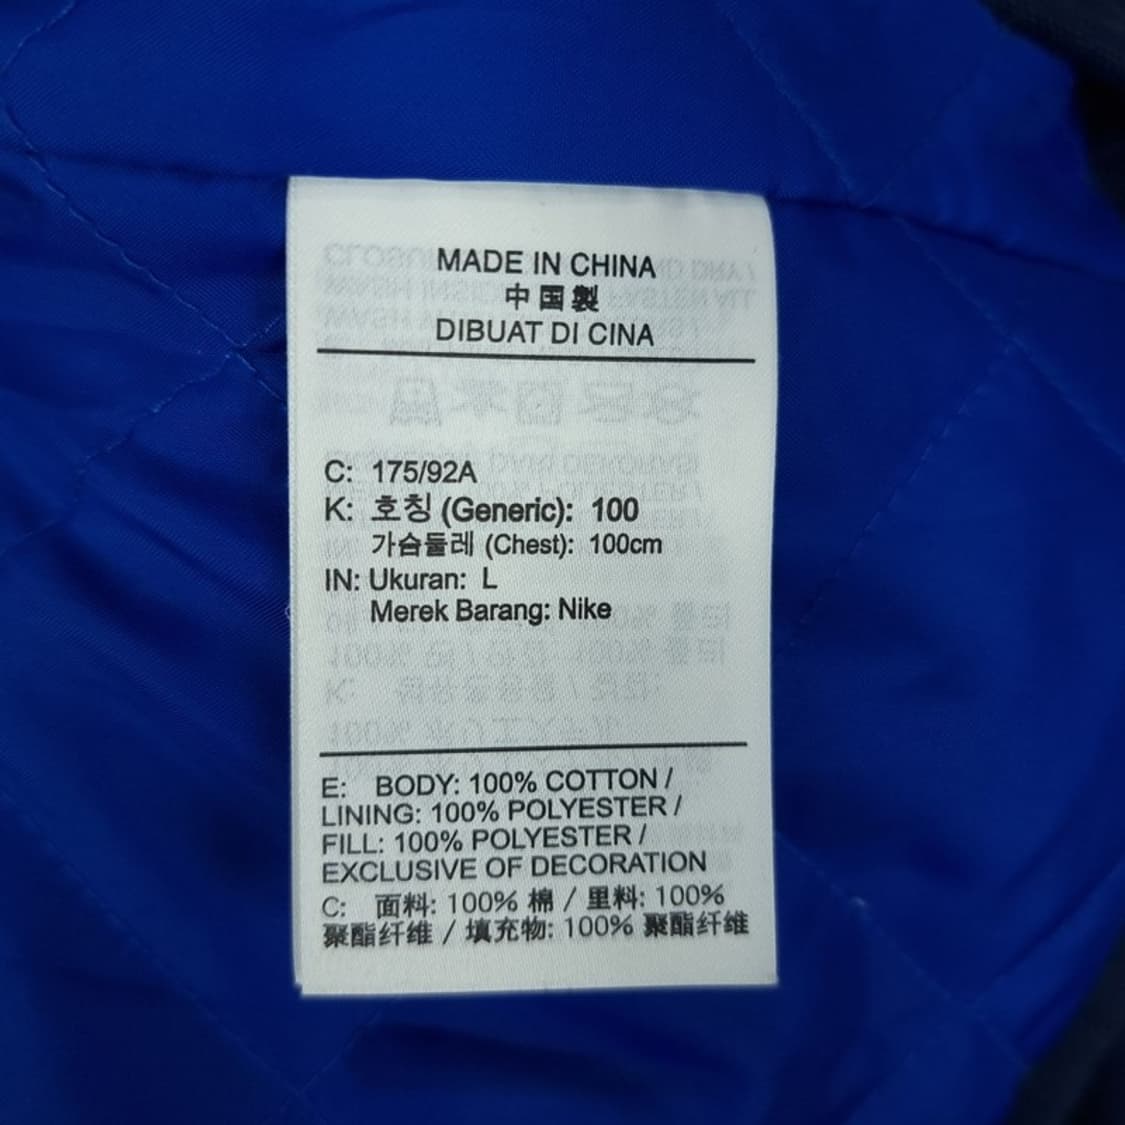 MADE IN CHINA
中国製
DIBUAT DI CINA
C: 175/92A
K: 호칭 (Generic): 100
가슴둘레 (Chest): 100cm
IN: Ukuran: L
Merek Barang: Nike
E: BODY: 100% COTTON /
LINING: 100% POLYESTER /
FILL: 100% POLYESTER /
EXCLUSIVE OF DECORATION
C: 面料: 100% 棉 / 里料: 100%
聚酯纤维 / 填充物: 100% 聚酯纤维